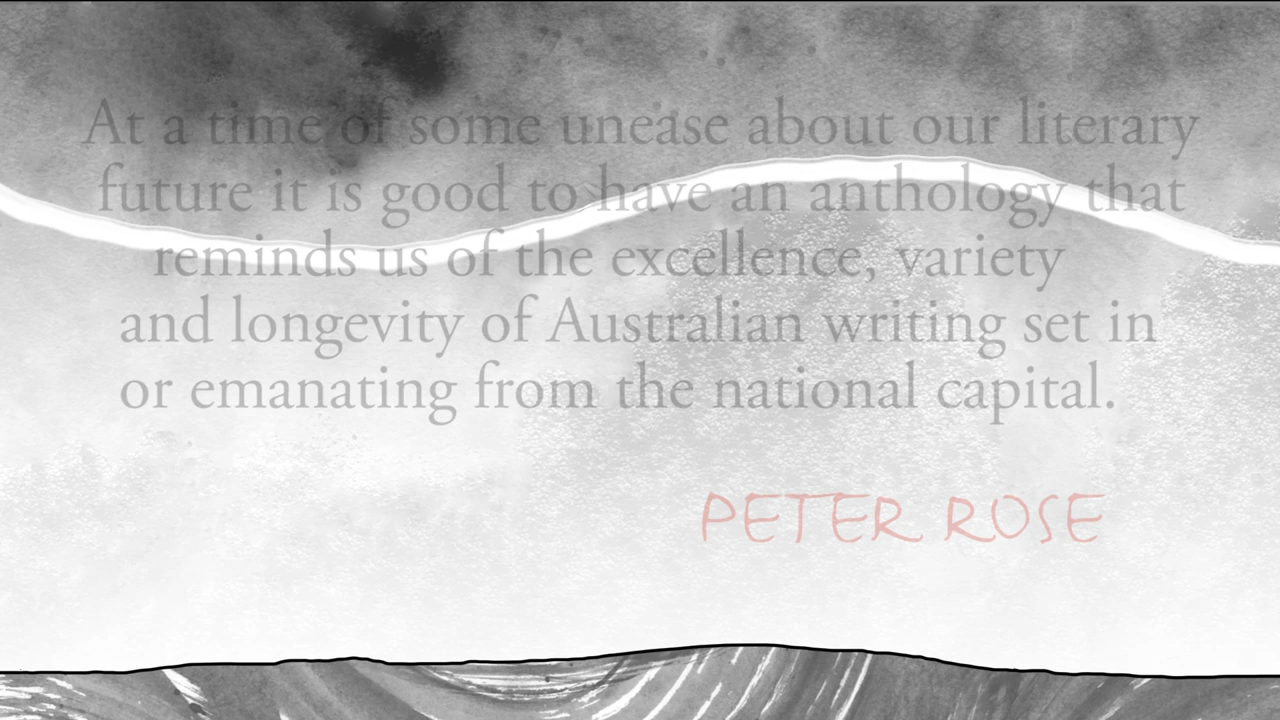 At a time of some unease about our literary
future it is good to have an anthology that
reminds us of the excellence, variety
and longevity of Australian writing set in
or emanating from the national capital.
PETER ROSE